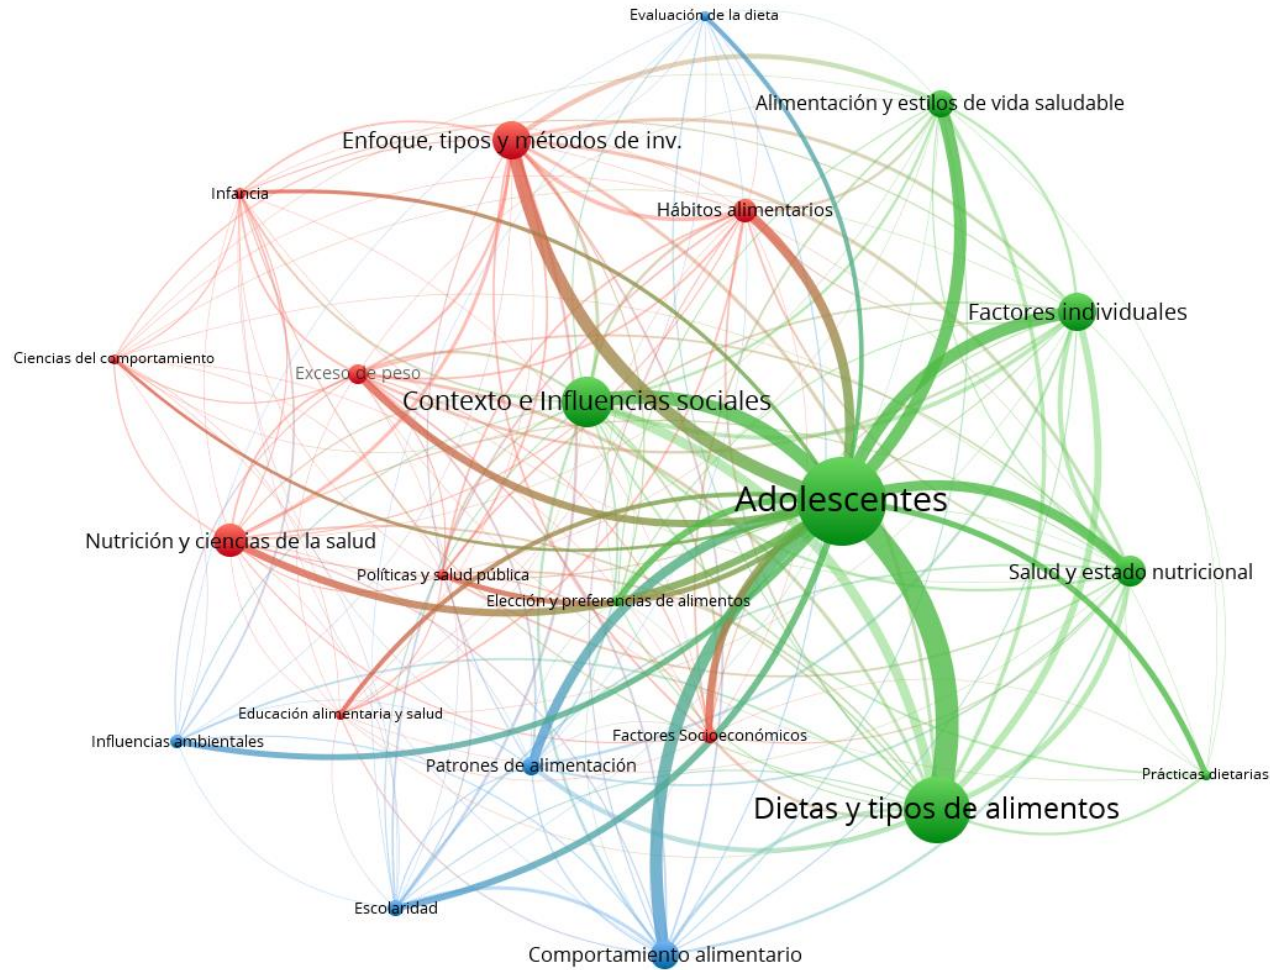 Evaluación de la dieta
Alimentación y estilos de vida saludable
Enfoque, tipos y métodos de inv.
Infancia
Hábitos alimentarios
Factores individuales
Ciencias del comportamiento
Exceso de peso
Contexto e Influencias sociales
Adolescentes
Nutrición y ciencias de la salud
Políticas y salud pública
Salud y estado nutricional
Elección y preferencias de alimentos
Educación alimentaria y salud
Influencias ambientales
Factores Socioeconómicos
Patrones de alimentación
Prácticas dietarias
Dietas y tipos de alimentos
Escolaridad
Comportamiento alimentario